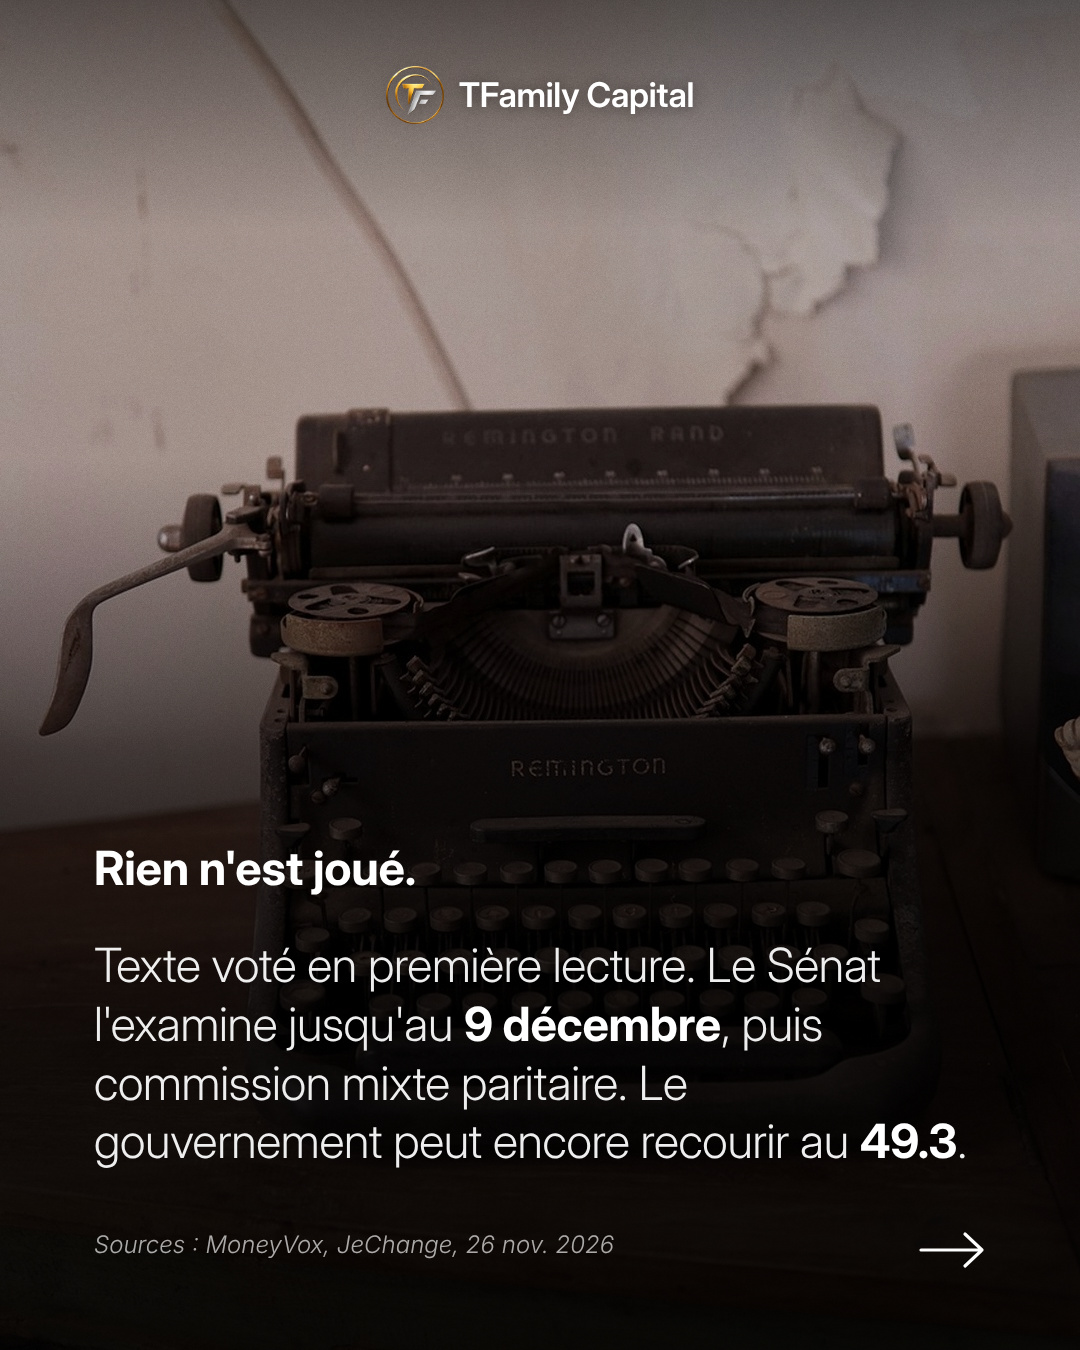 TFamily Capital
REMINGTON RAND
REMINGTON
Rien n'est joué.
Texte voté en première lecture. Le Sénat
l'examine jusqu'au 9 décembre, puis
commission mixte paritaire. Le
gouvernement peut encore recourir au 49.3.
Sources : MoneyVox, JeChange, 26 nov. 2026